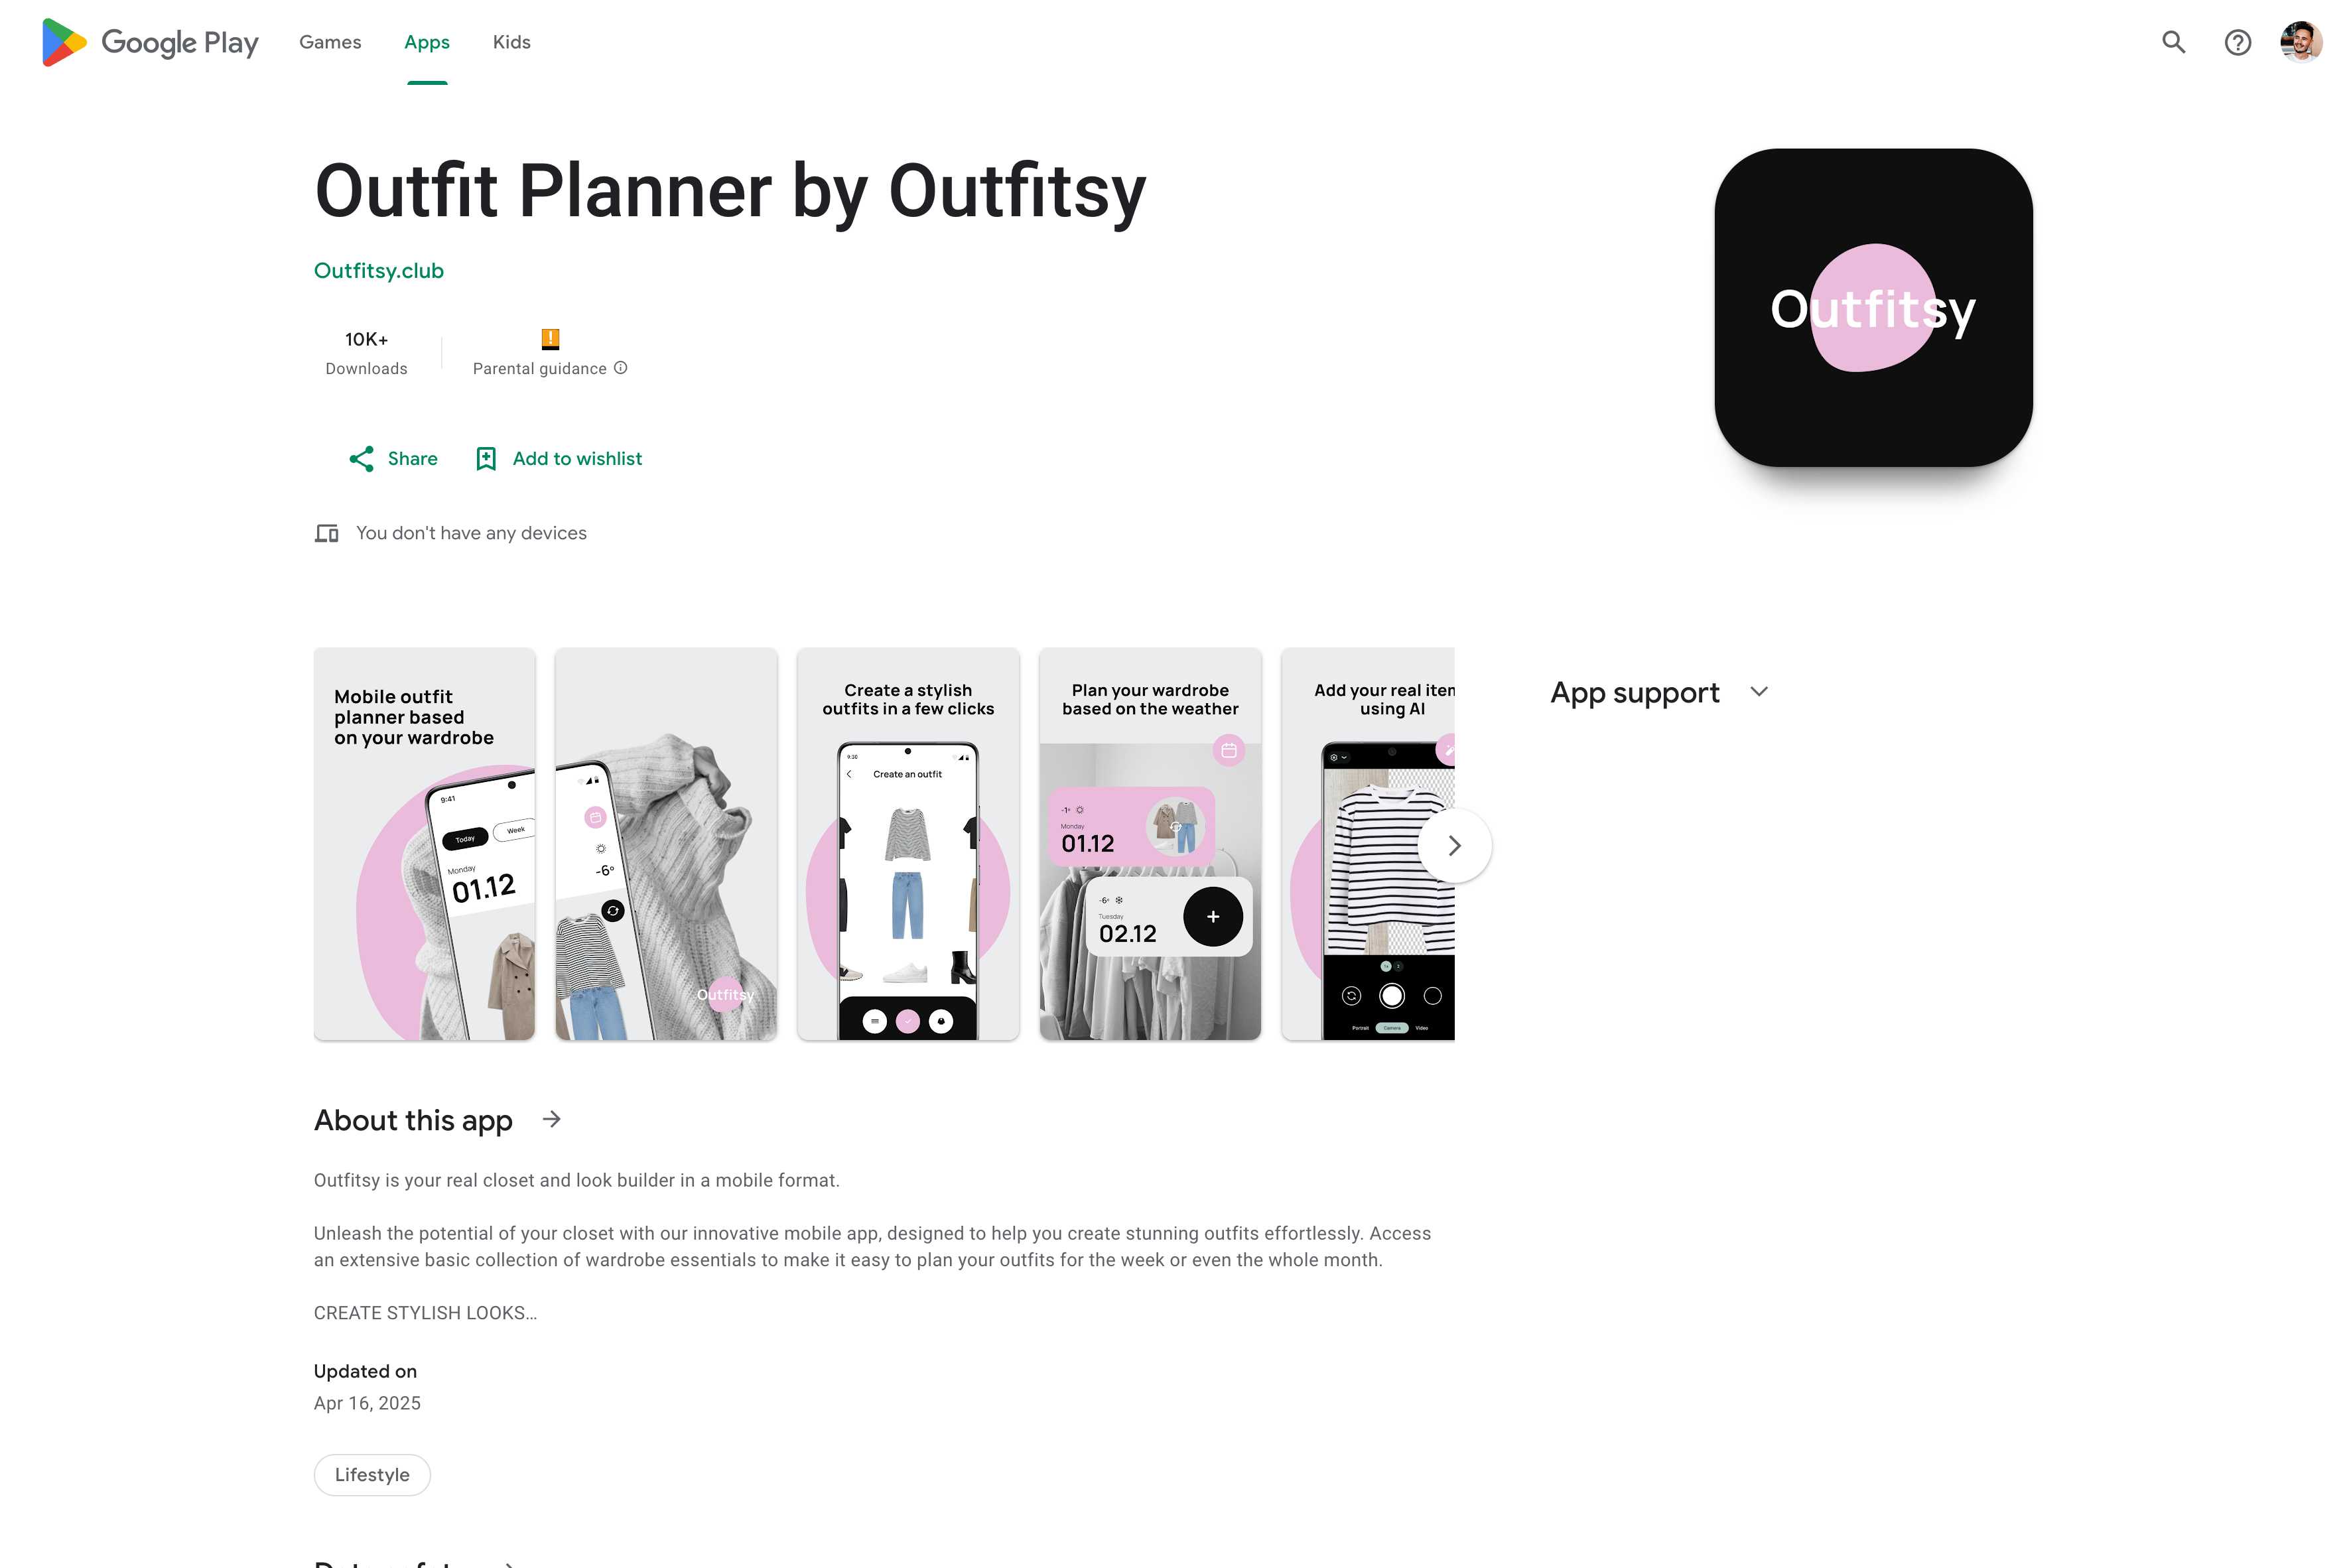 Google Play
Games
Apps
Kids
Outfit Planner by Outfitsy
Outfitsy.club
10K+
Downloads
Parental guidance
Share
Add to wishlist
You don't have any devices
Outfitsy
Mobile outfit
planner based
on your wardrobe
9:41
Today
Week
Monday
01.12
-6°
Outfitsy
Create a stylish
outfits in a few clicks
9:30
Create an outfit
Plan your wardrobe
based on the weather
-1°
Monday
01.12
-6°
Tuesday
02.12
Add your real item
using AI
Portrait
Camera
Video
App support
About this app
Outfitsy is your real closet and look builder in a mobile format.
Unleash the potential of your closet with our innovative mobile app, designed to help you create stunning outfits effortlessly. Access
an extensive basic collection of wardrobe essentials to make it easy to plan your outfits for the week or even the whole month.
CREATE STYLISH LOOKS…
Updated on
Apr 16, 2025
Lifestyle